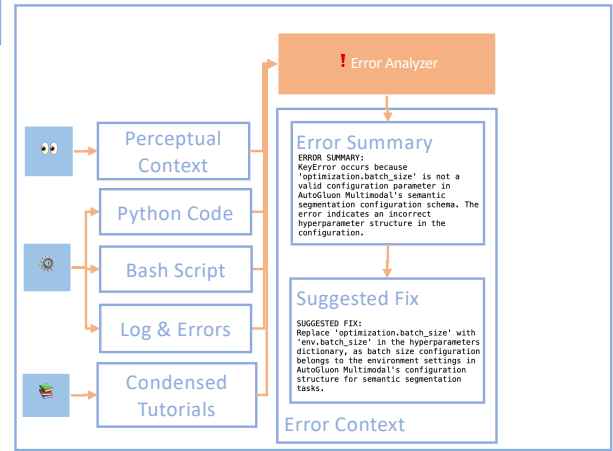 ❗ Error Analyzer
Perceptual
Context
Python Code
Bash Script
Log & Errors
Condensed
Tutorials
Error Summary
ERROR SUMMARY:
KeyError occurs because
'optimization.batch_size' is not a
valid configuration parameter in
AutoGluon Multimodal's semantic
segmentation configuration schema. The
error indicates an incorrect
hyperparameter structure in the
configuration.
Suggested Fix
SUGGESTED FIX:
Replace 'optimization.batch_size' with
'env.batch_size' in the hyperparameters
dictionary, as batch size configuration
belongs to the environment settings in
AutoGluon Multimodal's configuration
structure for semantic segmentation
tasks.
Error Context